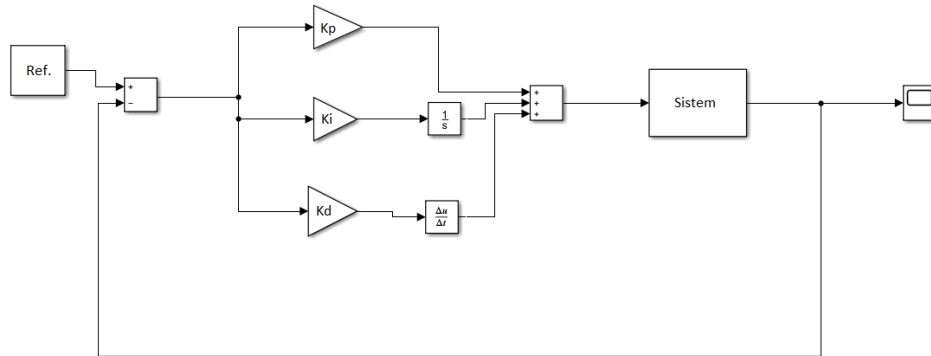 Kp
Ref.
+
−
Ki
1
s
+
+
+
Sistem
Kd
Δu
Δt